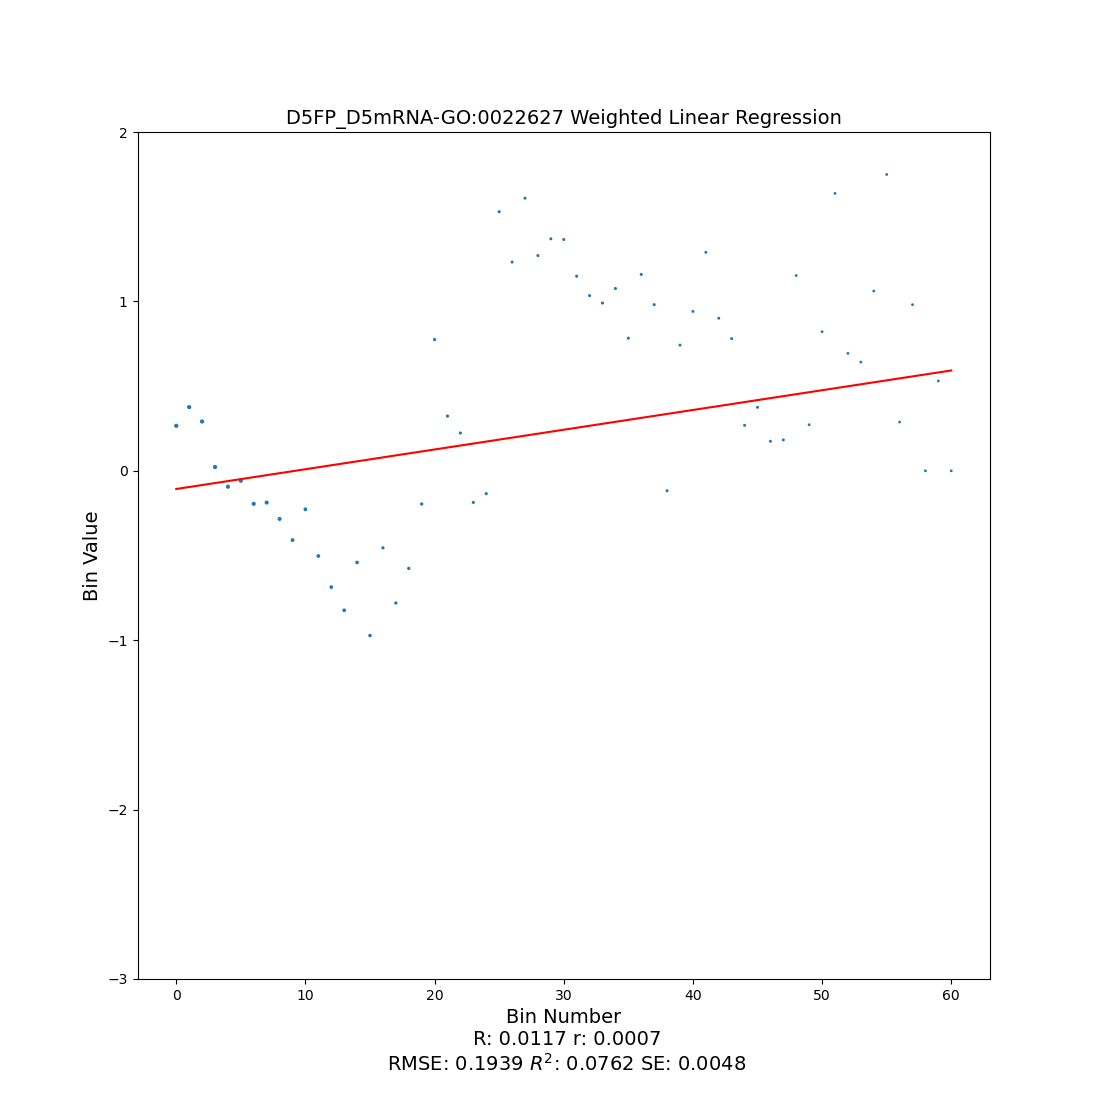 D5FP_D5mRNA-GO:0022627 Weighted Linear Regression
2
1
0
−1
−2
−3
Bin Value
0 10 20 30 40 50 60
Bin Number
R: 0.0117 r: 0.0007
RMSE: 0.1939 R²: 0.0762 SE: 0.0048